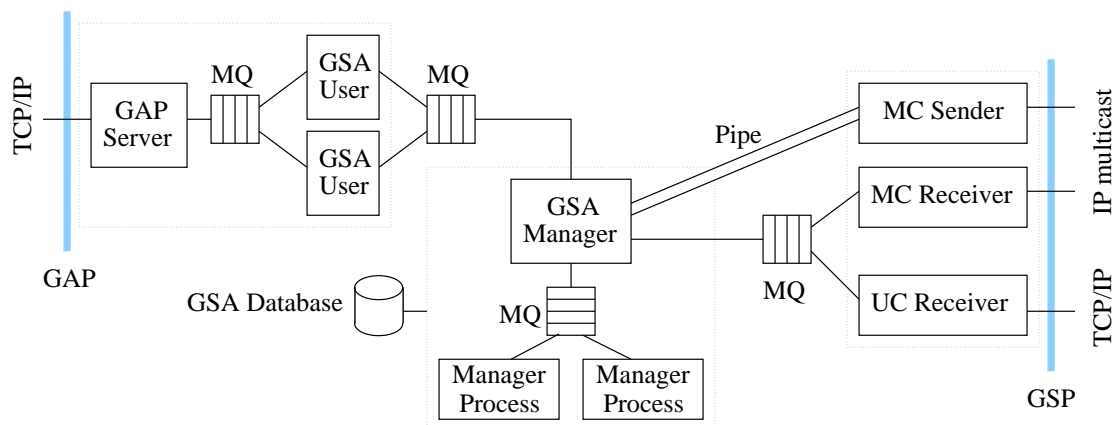 TCP/IP
GAP
Server
MQ
GSA
User
GSA
User
MQ
GAP
GSA Database
GSA
Manager
MQ
Manager
Process
Manager
Process
Pipe
MQ
MC Sender
MC Receiver
UC Receiver
IP multicast
TCP/IP
GSP